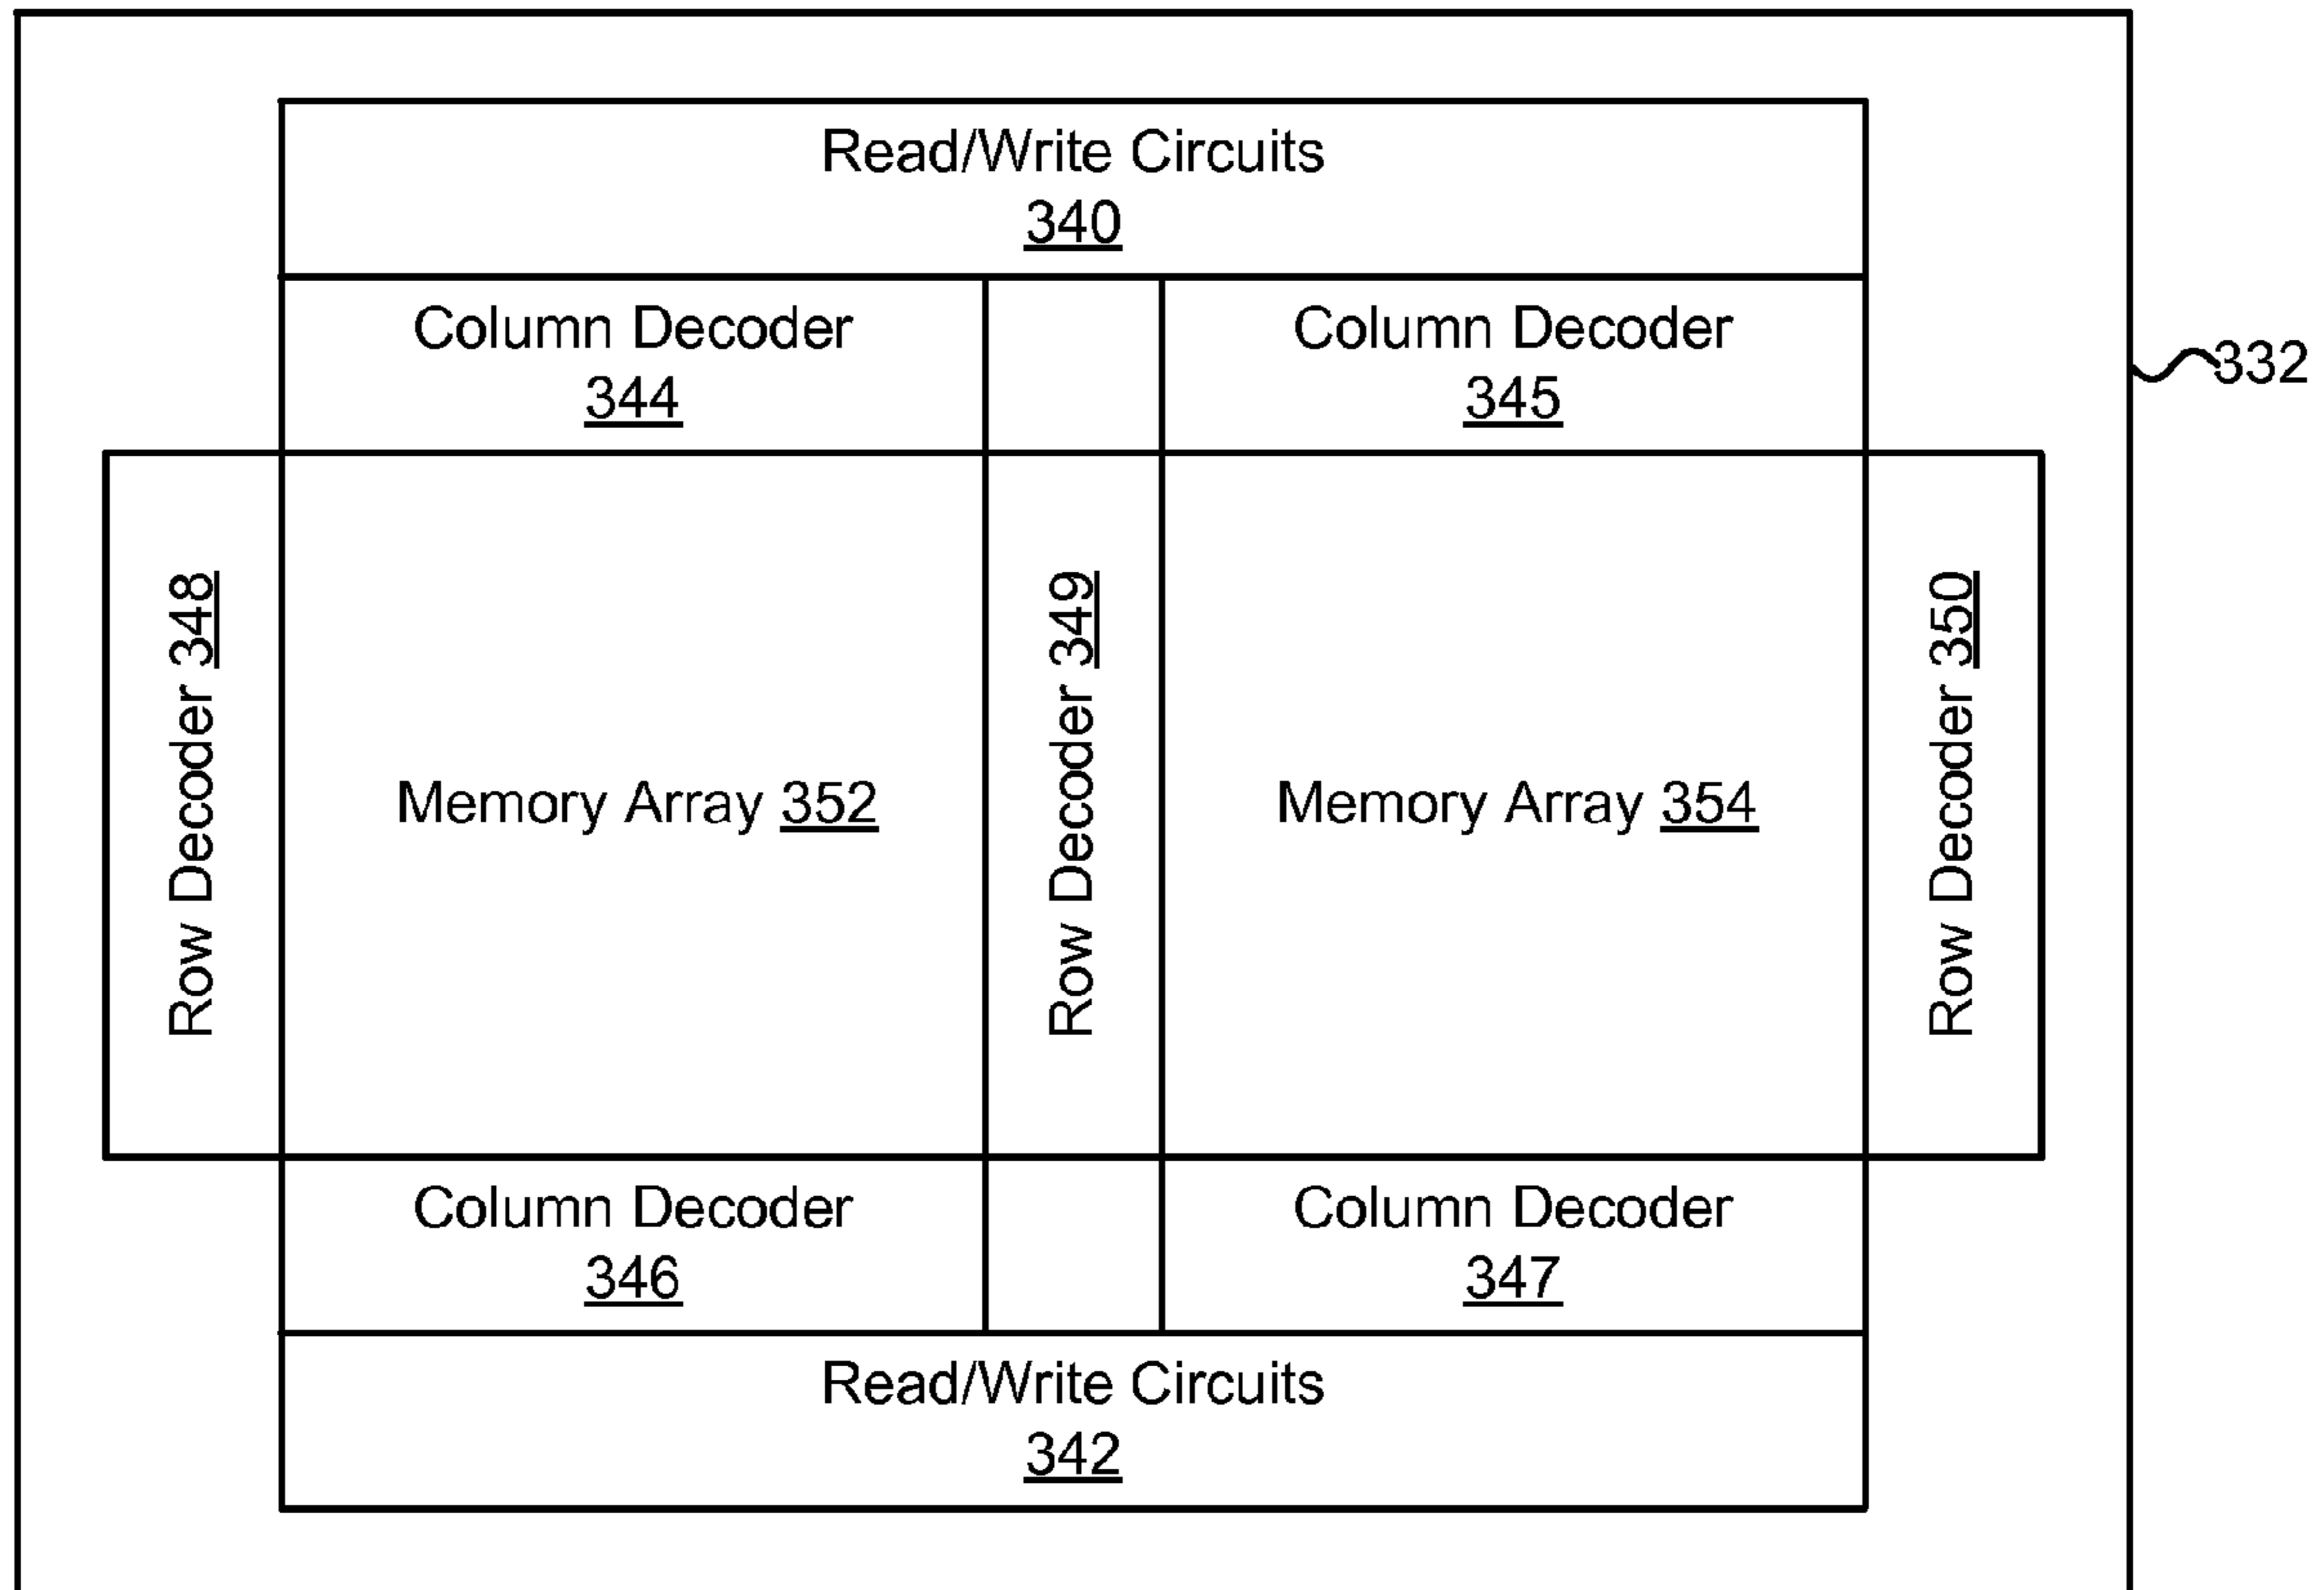 Read/Write Circuits
340
Column Decoder
344
Column Decoder
345
332
Row Decoder 348
Memory Array 352
Row Decoder 349
Memory Array 354
Row Decoder 350
Column Decoder
346
Column Decoder
347
Read/Write Circuits
342